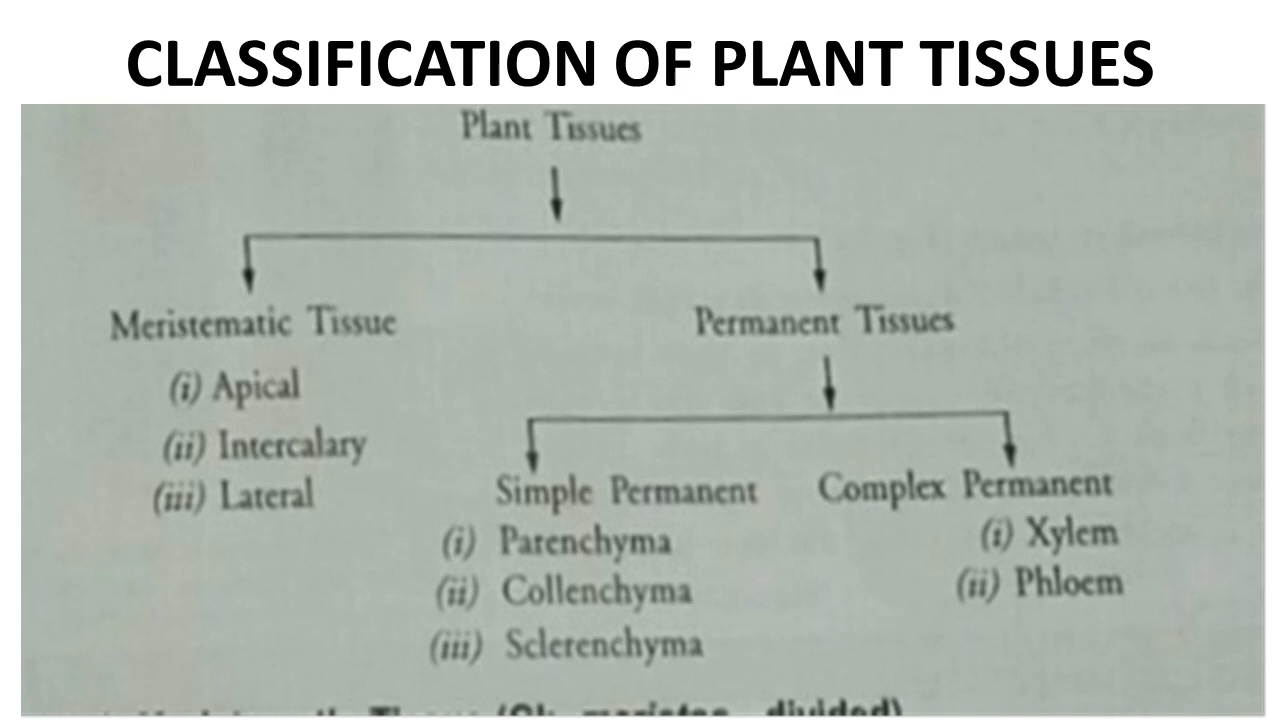 CLASSIFICATION OF PLANT TISSUES
Plant Tissues
Meristematic Tissue
Permanent Tissues
(i) Apical
(ii) Intercalary
(iii) Lateral
Simple Permanent
Complex Permanent
(i) Parenchyma
(ii) Collenchyma
(iii) Sclerenchyma
(i) Xylem
(ii) Phloem
divided)